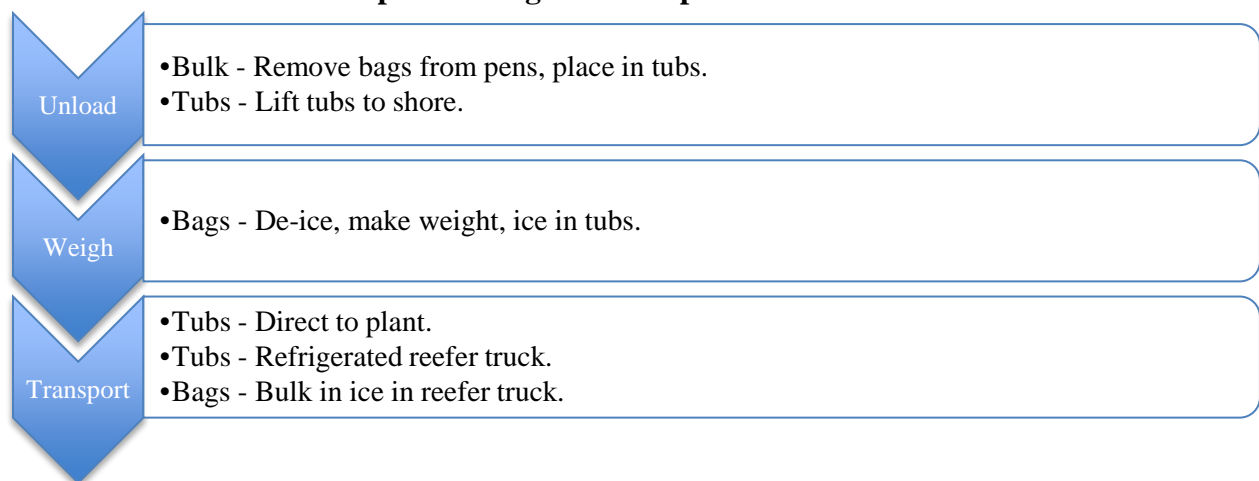 Unload
•Bulk - Remove bags from pens, place in tubs.
•Tubs - Lift tubs to shore.
Weigh
•Bags - De-ice, make weight, ice in tubs.
Transport
•Tubs - Direct to plant.
•Tubs - Refrigerated reefer truck.
•Bags - Bulk in ice in reefer truck.